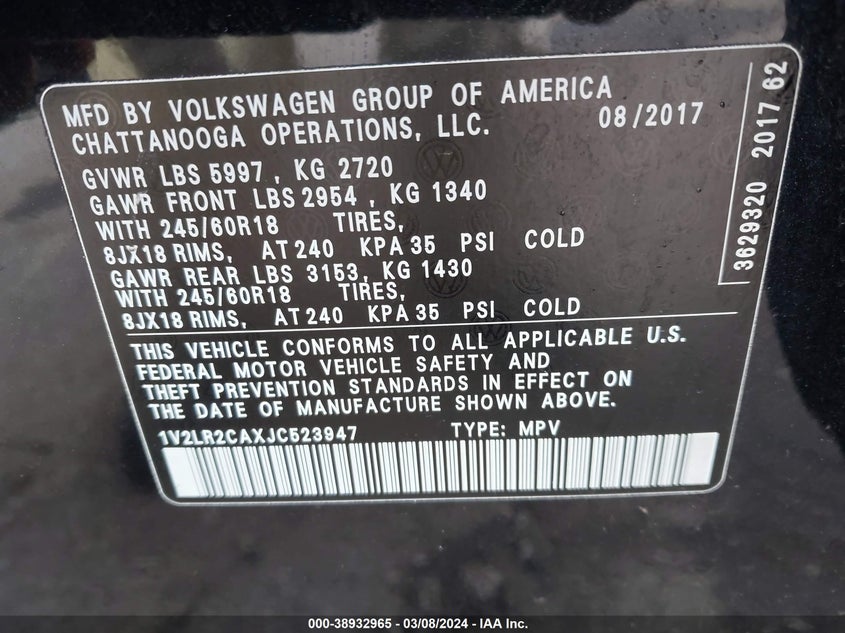 MFD BY VOLKSWAGEN GROUP OF AMERICA
CHATTANOOGA OPERATIONS, LLC. 08/2017
GVWR LBS 5997 , KG 2720
GAWR FRONT LBS 2954 , KG 1340
WITH 245/60R18 TIRES,
8JX18 RIMS, AT 240 KPA 35 PSI COLD
GAWR REAR LBS 3153, KG 1430
WITH 245/60R18 TIRES,
8JX18 RIMS, AT 240 KPA 35 PSI COLD
THIS VEHICLE CONFORMS TO ALL APPLICABLE U.S.
FEDERAL MOTOR VEHICLE SAFETY AND
THEFT PREVENTION STANDARDS IN EFFECT ON
THE DATE OF MANUFACTURE SHOWN ABOVE.
1V2LR2CAXJC523947 TYPE: MPV
3629320 2017 62
000-38932965 - 03/08/2024 - IAA Inc.